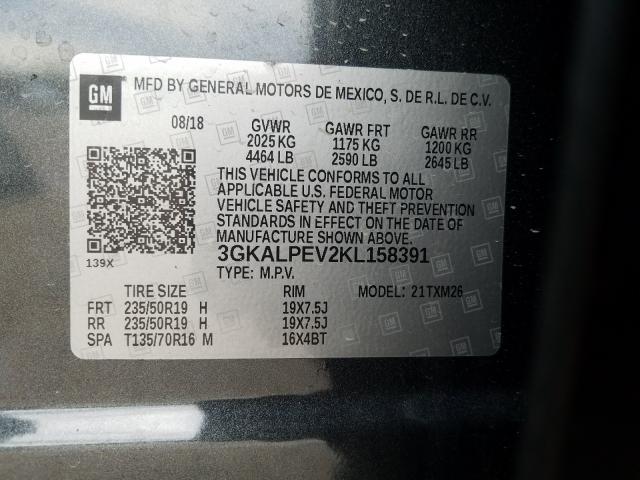 GM MFD BY GENERAL MOTORS DE MEXICO, S. DE R.L. DE C.V.
08/18 GVWR GAWR FRT GAWR RR
2025 KG 1175 KG 1200 KG
4464 LB 2590 LB 2645 LB
THIS VEHICLE CONFORMS TO ALL
APPLICABLE U.S. FEDERAL MOTOR
VEHICLE SAFETY AND THEFT PREVENTION
STANDARDS IN EFFECT ON THE DATE OF
MANUFACTURE SHOWN ABOVE.
139X 3GKALPEV2KL158391
TYPE: M.P.V.
TIRE SIZE RIM MODEL: 21TXM26
FRT 235/50R19 H 19X7.5J
RR 235/50R19 H 19X7.5J
SPA T135/70R16 M 16X4BT